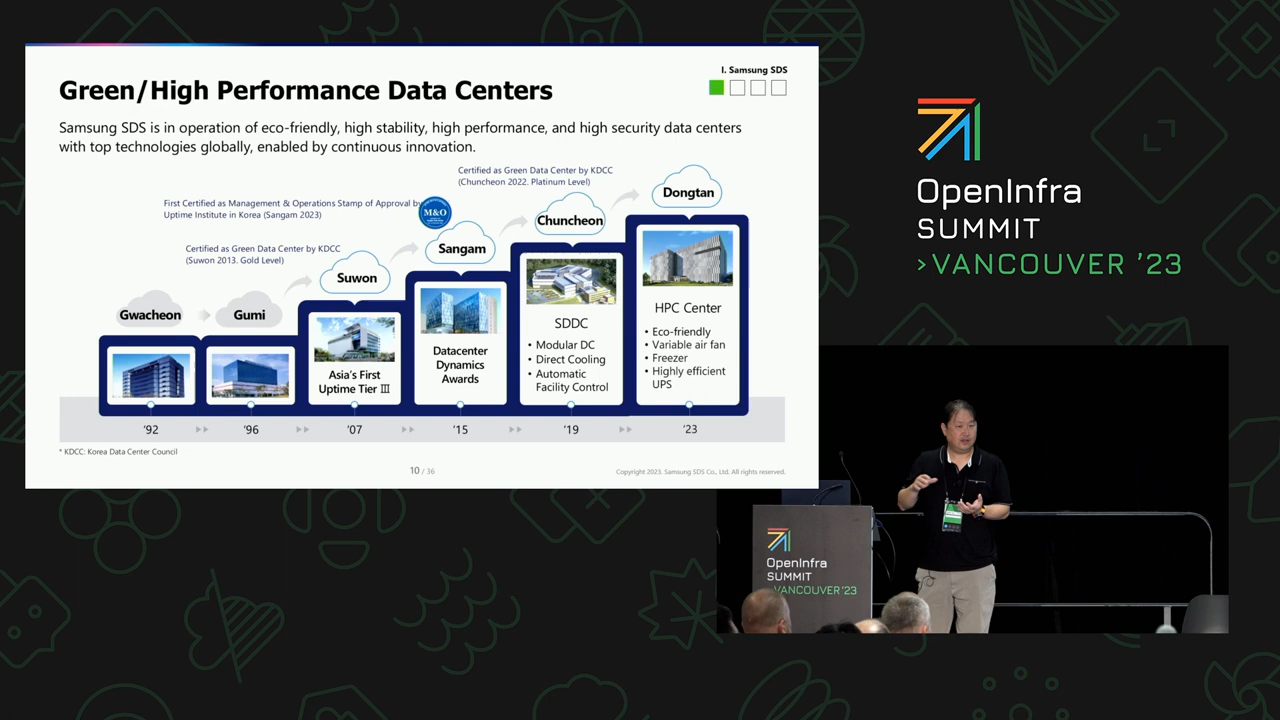 I. Samsung SDS
Green/High Performance Data Centers
Samsung SDS is in operation of eco-friendly, high stability, high performance, and high security data centers
with top technologies globally, enabled by continuous innovation.
Certified as Green Data Center by KDCC
(Chuncheon 2022. Platinum Level)
First Certified as Management & Operations Stamp of Approval by
Uptime Institute in Korea (Sangam 2023)
M&O
Certified as Green Data Center by KDCC
(Suwon 2013. Gold Level)
Gwacheon
Gumi
Suwon
Sangam
Chuncheon
Dongtan
Asia's First
Uptime Tier Ⅲ
Datacenter
Dynamics
Awards
SDDC
• Modular DC
• Direct Cooling
• Automatic
Facility Control
HPC Center
• Eco-friendly
• Variable air fan
• Freezer
• Highly efficient
UPS
'92
'96
'07
'15
'19
'23
* KDCC: Korea Data Center Council
10 / 36
Copyright 2023. Samsung SDS Co., Ltd. All rights reserved.
OpenInfra
SUMMIT
>VANCOUVER '23
OpenInfra
SUMMIT
>VANCOUVER '23